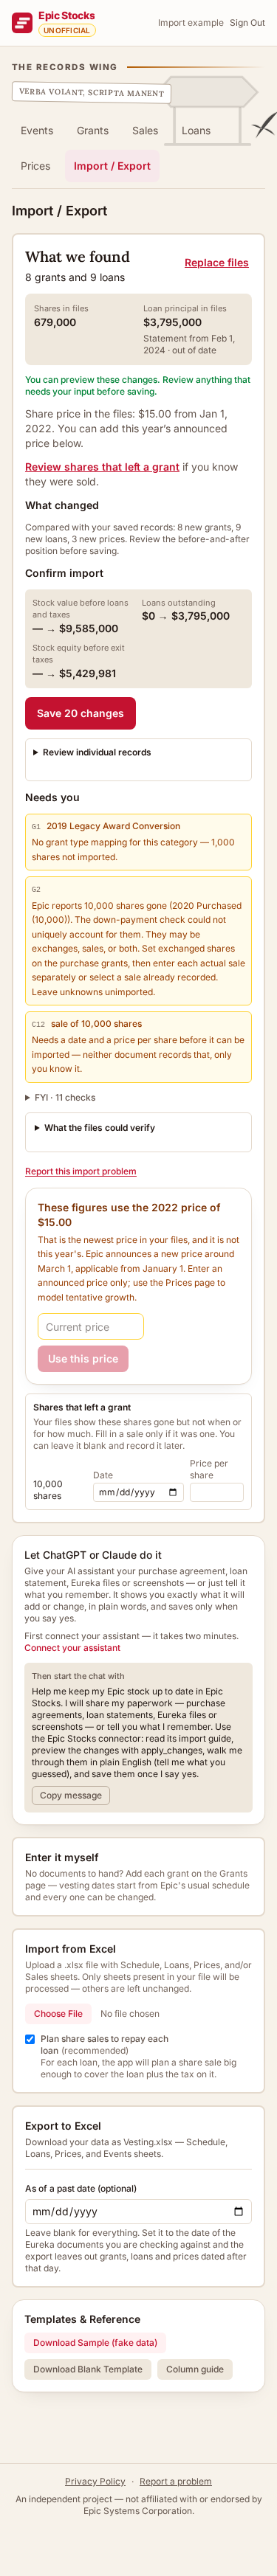 Epic Stocks
UNOFFICIAL
Import / example
Sign Out
THE RECORDS WING
VERBA VOLANT, SCRIPTA MANENT
Events
Grants
Sales
Loans
Prices
Import / Export
Import / Export
What we found
8 grants and 9 loans
Replace files
Shares in files
679,000
Loan principal in files
$3,795,000
Statement from Feb 1,
2024 · out of date
You can preview these changes. Review anything that
needs your input before saving.
Share price in the files: $15.00 from Jan 1,
2022. You can add this year's announced
price below.
Review shares that left a grant if you know
they were sold.
What changed
Compared with your saved records: 8 new grants, 9
new loans, 3 new prices. Review the before-and-after
position before saving.
Confirm import
Stock value before loans
and taxes
— → $9,585,000
Loans outstanding
$0 → $3,795,000
Stock equity before exit
taxes
— → $5,429,981
Save 20 changes
▶ Review individual records
Needs you
G1 2019 Legacy Award Conversion
No grant type mapping for this category — 1,000
shares not imported.
G2
Epic reports 10,000 shares gone (2020 Purchased
(10,000)). The down-payment check could not
uniquely account for them. They may be
exchanges, sales, or both. Set exchanged shares
on the purchase grants, then enter each actual sale
separately or select a sale already recorded.
Leave unknowns unimported.
C12 sale of 10,000 shares
Needs a date and a price per share before it can be
imported — neither document records that, only
you know it.
▶ FYI · 11 checks
▶ What the files could verify
Report this import problem
These figures use the 2022 price of
$15.00
That is the newest price in your files, and it is not
this year's. Epic announces a new price around
March 1, applicable from January 1. Enter an
announced price only; use the Prices page to
model tentative growth.
Current price
Use this price
Shares that left a grant
Your files show these shares gone but not when or
for how much. Fill in a sale only if it was one. You
can leave it blank and record it later.
10,000
shares
Date
mm/dd/yyyy
Price per
share
Let ChatGPT or Claude do it
Give your AI assistant your purchase agreement, loan
statement, Eureka files or screenshots — or just tell it
what you remember. It shows you exactly what it will
add or change, in plain words, and saves only when
you say yes.
First connect your assistant — it takes two minutes.
Connect your assistant
Then start the chat with
Help me keep my Epic stock up to date in Epic
Stocks. I will share my paperwork — purchase
agreements, loan statements, Eureka files or
screenshots — or tell you what I remember. Use
the Epic Stocks connector: read its import guide,
preview the changes with apply_changes, walk me
through them in plain English (tell me what you
guessed), and save them once I say yes.
Copy message
Enter it myself
No documents to hand? Add each grant on the Grants
page — vesting dates start from Epic's usual schedule
and every one can be changed.
Import from Excel
Upload a .xlsx file with Schedule, Loans, Prices, and/or
Sales sheets. Only sheets present in your file will be
processed — others are left unchanged.
Choose File
No file chosen
Plan share sales to repay each
loan (recommended)
For each loan, the app will plan a share sale big
enough to cover the loan plus the tax on it.
Export to Excel
Download your data as Vesting.xlsx — Schedule,
Loans, Prices, and Events sheets.
As of a past date (optional)
mm/dd/yyyy
Leave blank for everything. Set it to the date of the
Eureka documents you are checking against and the
export leaves out grants, loans and prices dated after
that day.
Templates & Reference
Download Sample (fake data)
Download Blank Template
Column guide
Privacy Policy · Report a problem
An independent project — not affiliated with or endorsed by
Epic Systems Corporation.